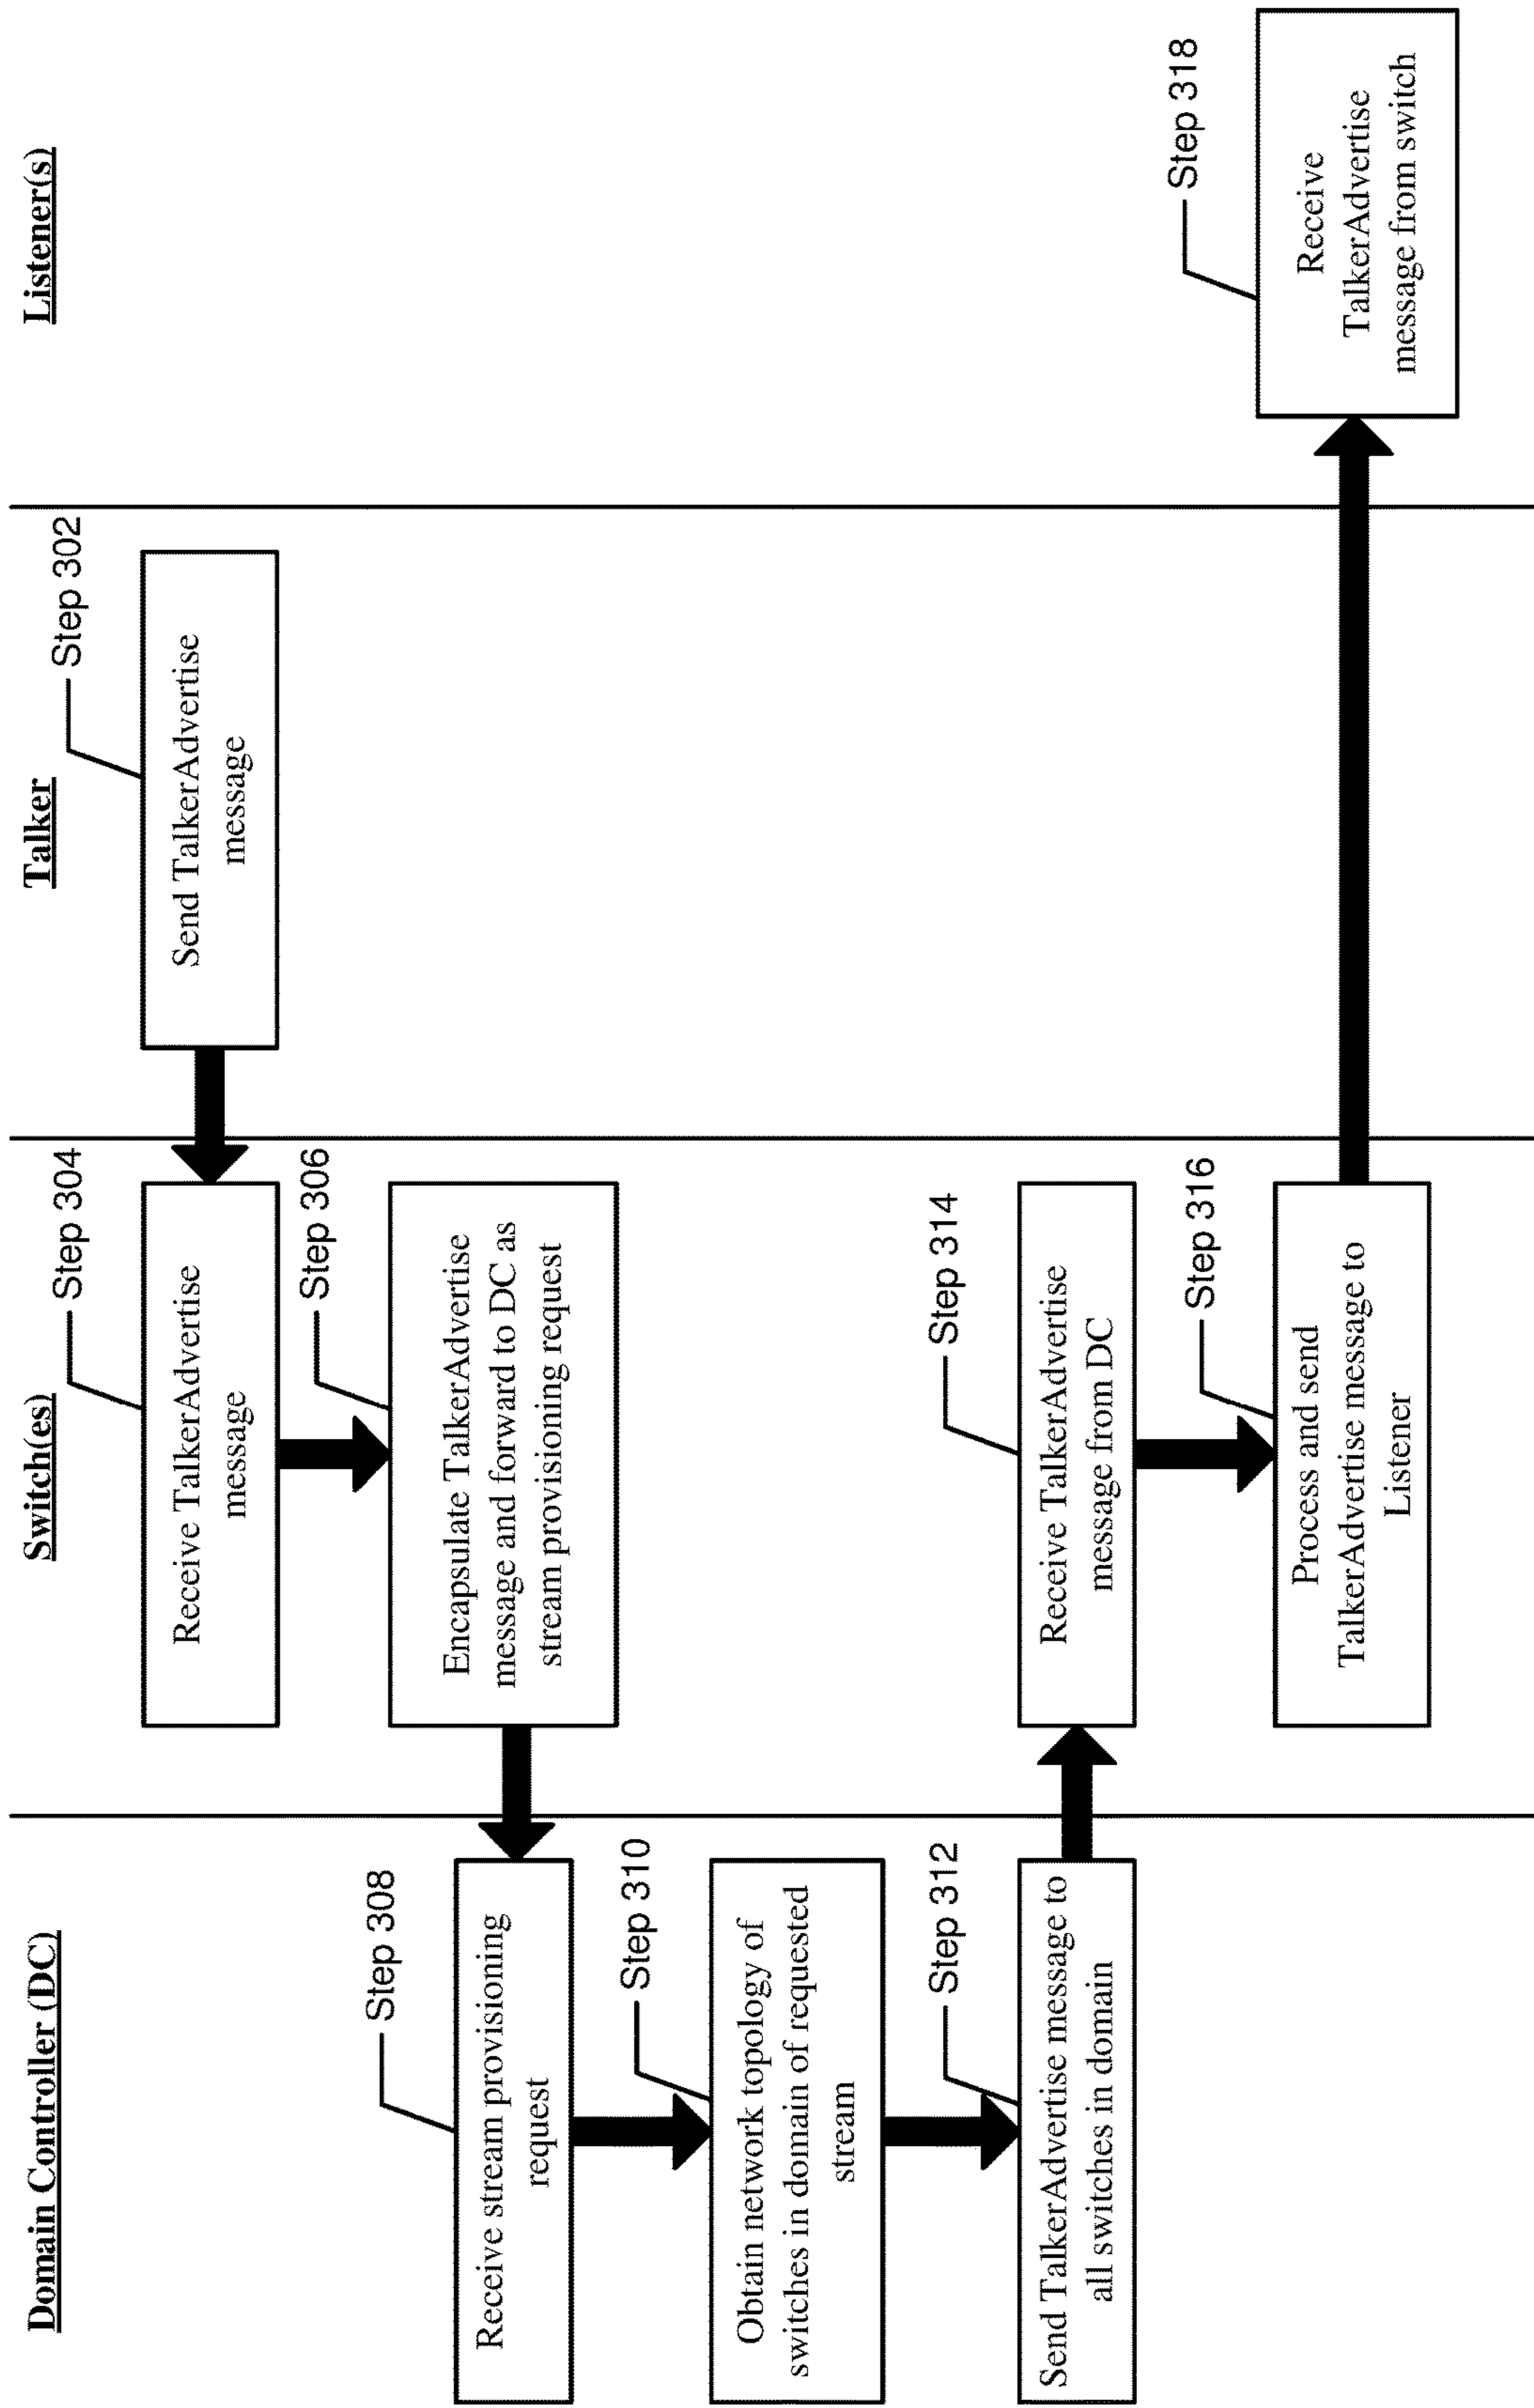 Domain Controller (DC)
Switch(es)
Talker
Listener(s)
Step 302
Send TalkerAdvertise
message
Step 304
Receive TalkerAdvertise
message
Step 306
Encapsulate TalkerAdvertise
message and forward to DC as
stream provisioning request
Step 308
Receive stream provisioning
request
Step 310
Obtain network topology of
switches in domain of requested
stream
Step 312
Send TalkerAdvertise message to
all switches in domain
Step 314
Receive TalkerAdvertise
message from DC
Step 316
Process and send
TalkerAdvertise message to
Listener
Step 318
Receive
TalkerAdvertise
message from switch